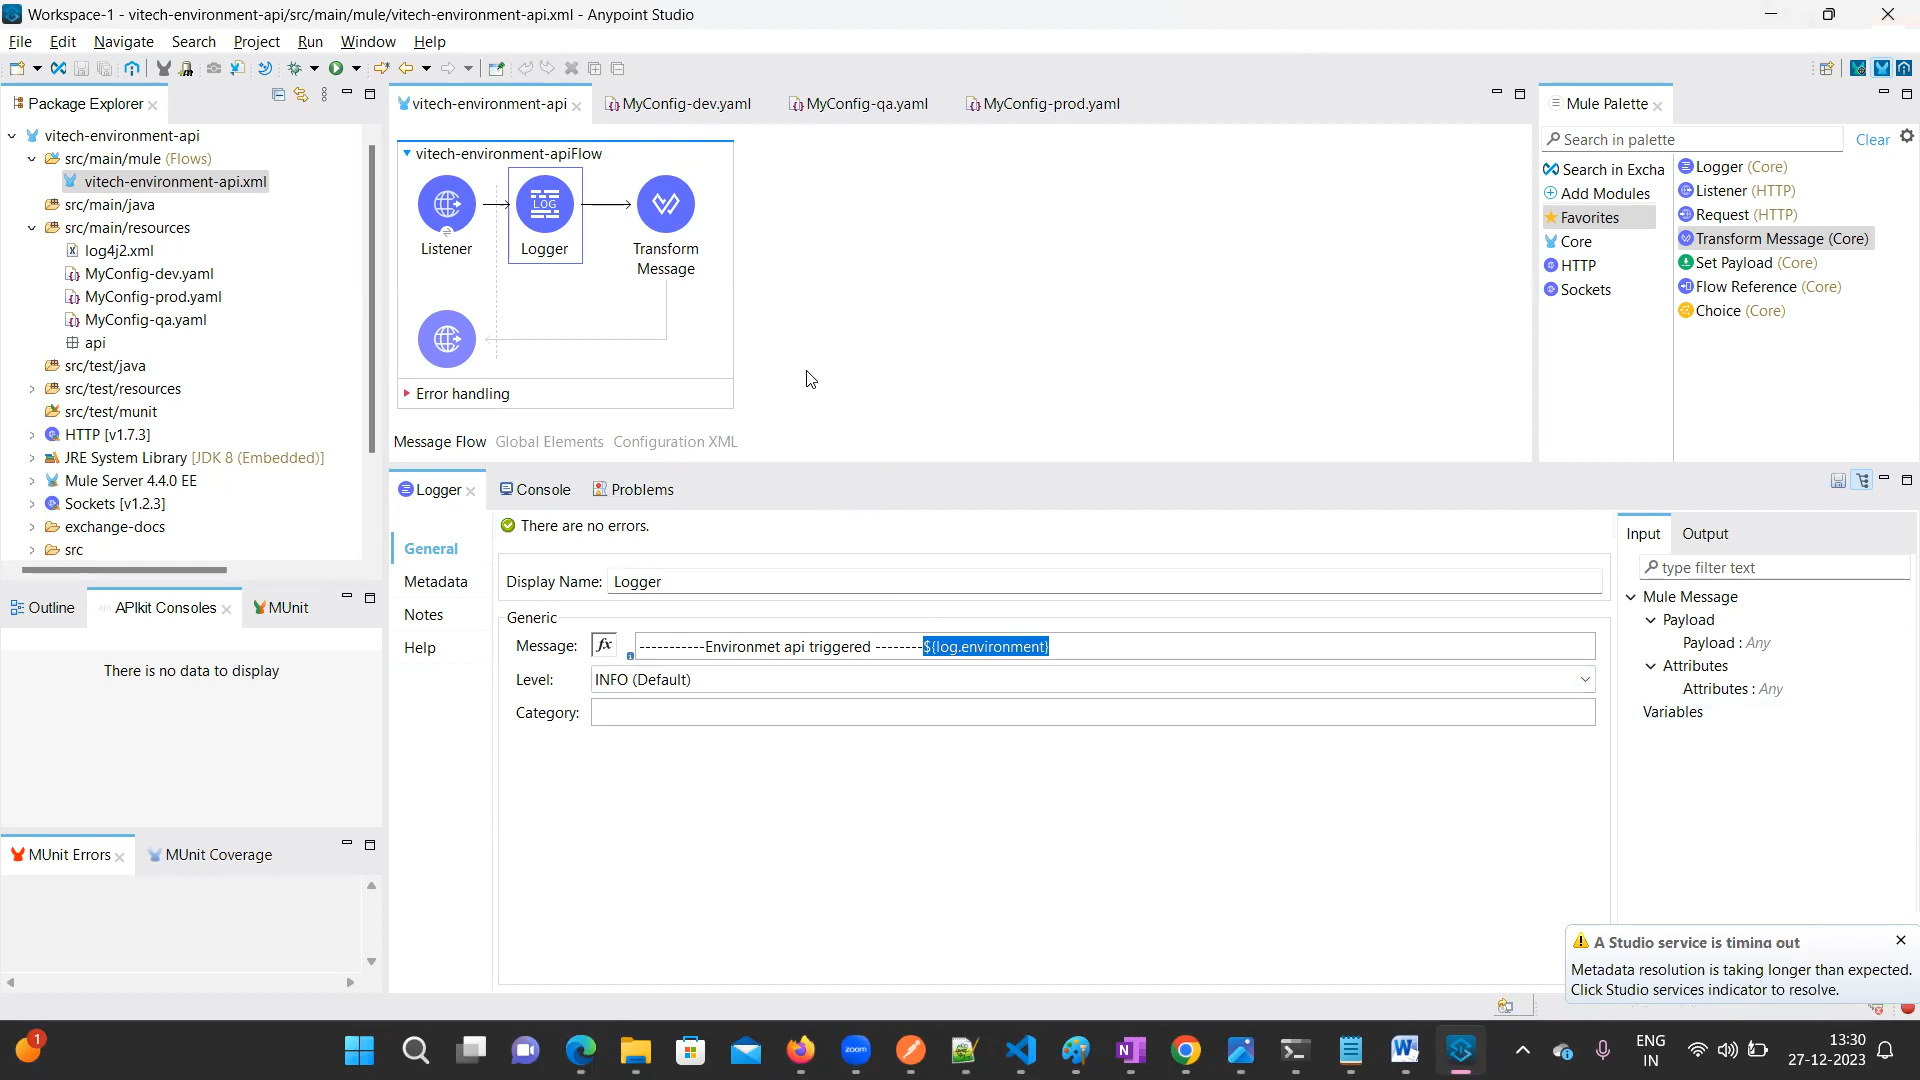 Workspace-1 - vitech-environment-api/src/main/mule/vitech-environment-api.xml - Anypoint Studio
File Edit Navigate Search Project Run Window Help
Package Explorer
vitech-environment-api
src/main/mule (Flows)
vitech-environment-api.xml
src/main/java
src/main/resources
log4j2.xml
MyConfig-dev.yaml
MyConfig-prod.yaml
MyConfig-qa.yaml
api
src/test/java
src/test/resources
src/test/munit
HTTP [v1.7.3]
JRE System Library [JDK 8 (Embedded)]
Mule Server 4.4.0 EE
Sockets [v1.2.3]
exchange-docs
src
Outline APIkit Consoles MUnit
There is no data to display
MUnit Errors MUnit Coverage
vitech-environment-api MyConfig-dev.yaml MyConfig-qa.yaml MyConfig-prod.yaml
vitech-environment-apiFlow
LOG
Listener Logger Transform
Message
Error handling
Message Flow Global Elements Configuration XML
Logger Console Problems
There are no errors.
General
Metadata
Notes
Help
Display Name: Logger
Generic
Message: fx -----------Environmet api triggered --------${log.environment}
Level: INFO (Default)
Category:
Mule Palette
Search in palette Clear
Search in Excha
Add Modules
Favorites
Core
HTTP
Sockets
Logger (Core)
Listener (HTTP)
Request (HTTP)
Transform Message (Core)
Set Payload (Core)
Flow Reference (Core)
Choice (Core)
Input Output
type filter text
Mule Message
Payload
Payload : Any
Attributes
Attributes : Any
Variables
A Studio service is timing out
Metadata resolution is taking longer than expected.
Click Studio services indicator to resolve.
1
zoom
ENG
IN
13:30
27-12-2023